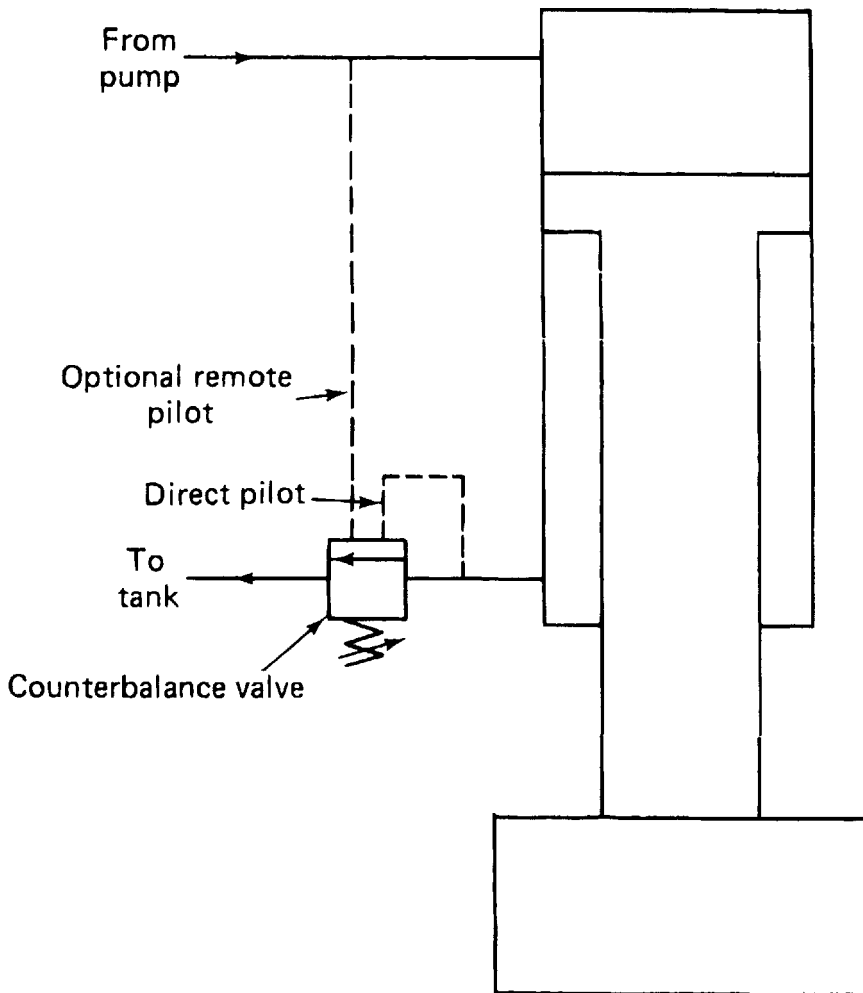 From
pump
Optional remote
pilot
Direct pilot
To
tank
Counterbalance valve